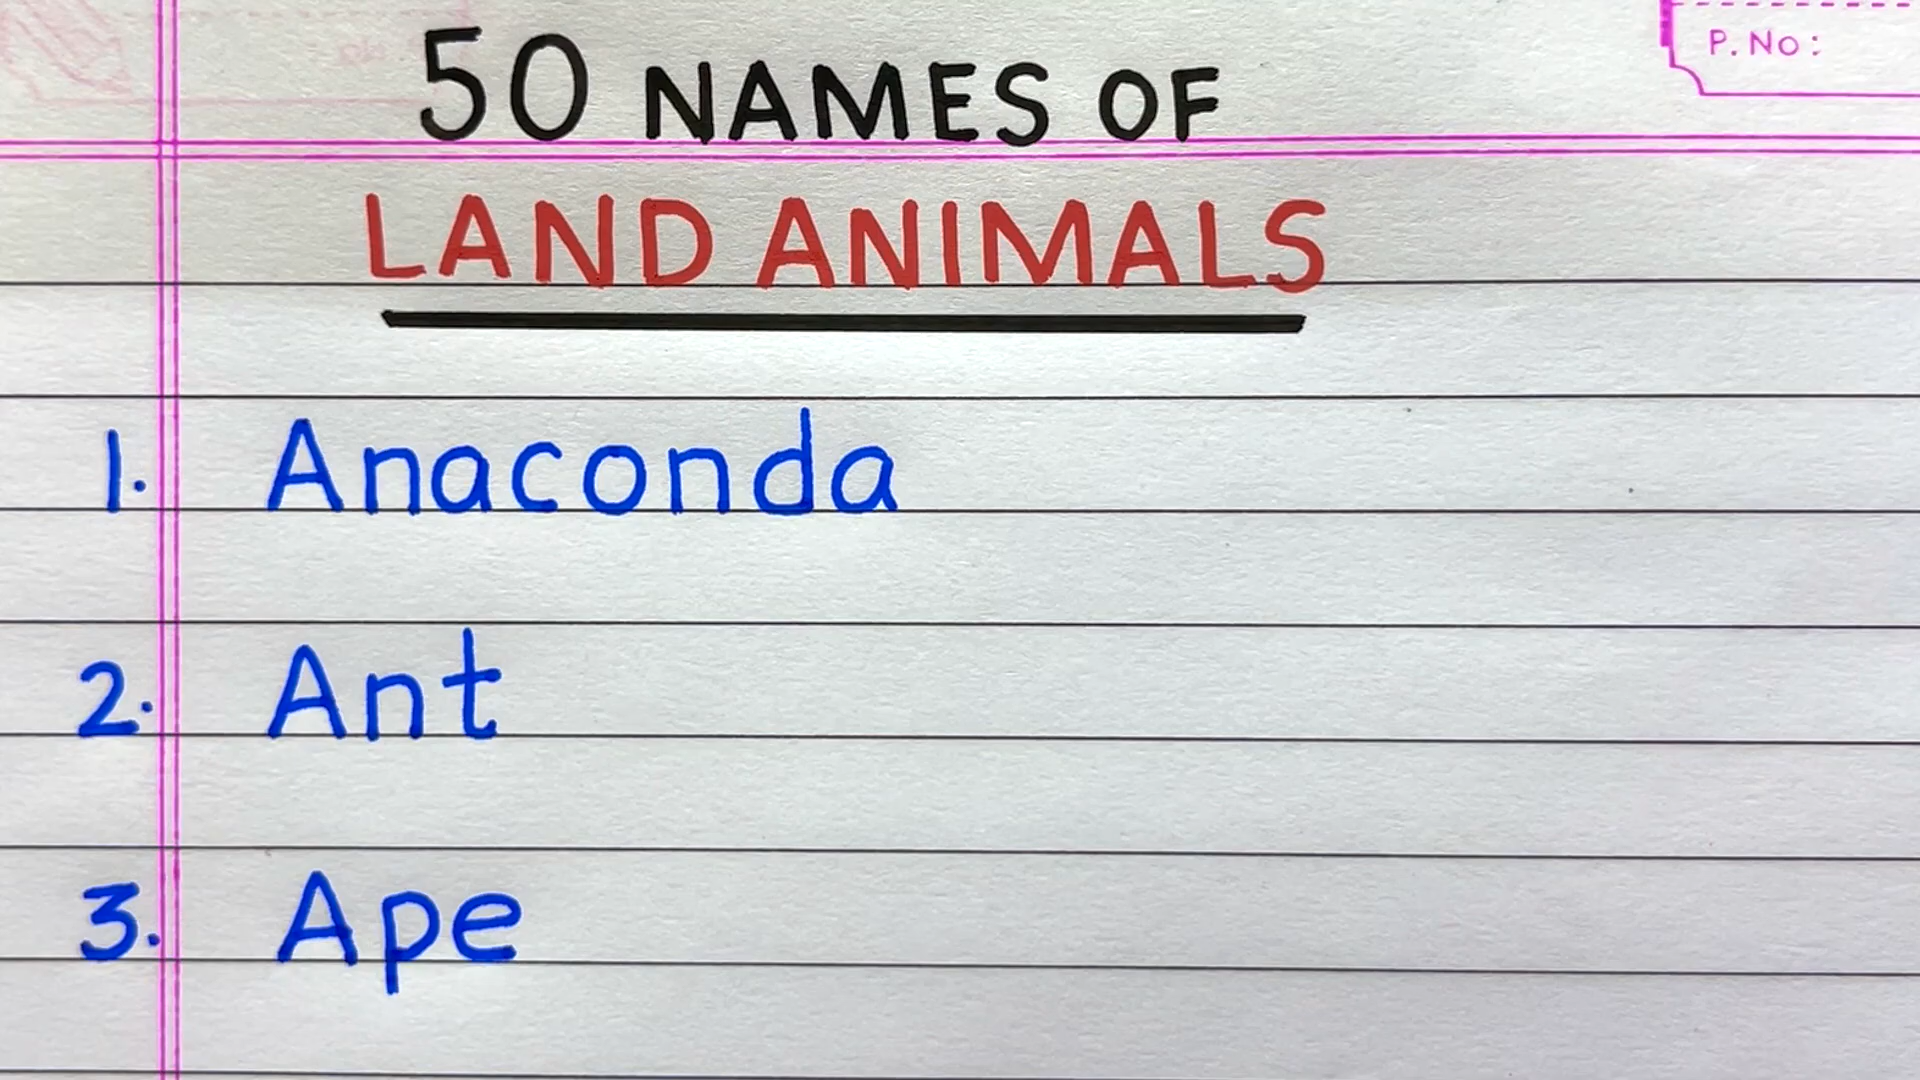 P. No :
50 NAMES OF
LAND ANIMALS
1. Anaconda
2. Ant
3. Ape